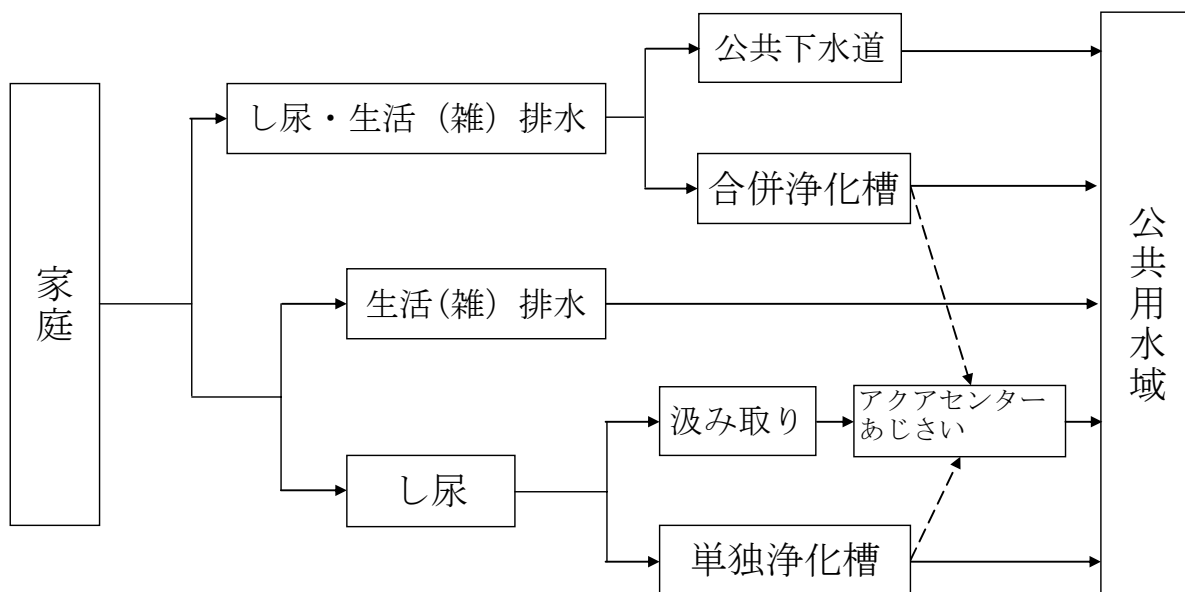 家庭
し尿・生活（雑）排水
公共下水道
合併浄化槽
生活（雑）排水
し尿
汲み取り
アクアセンター
あじさい
単独浄化槽
公共用水域